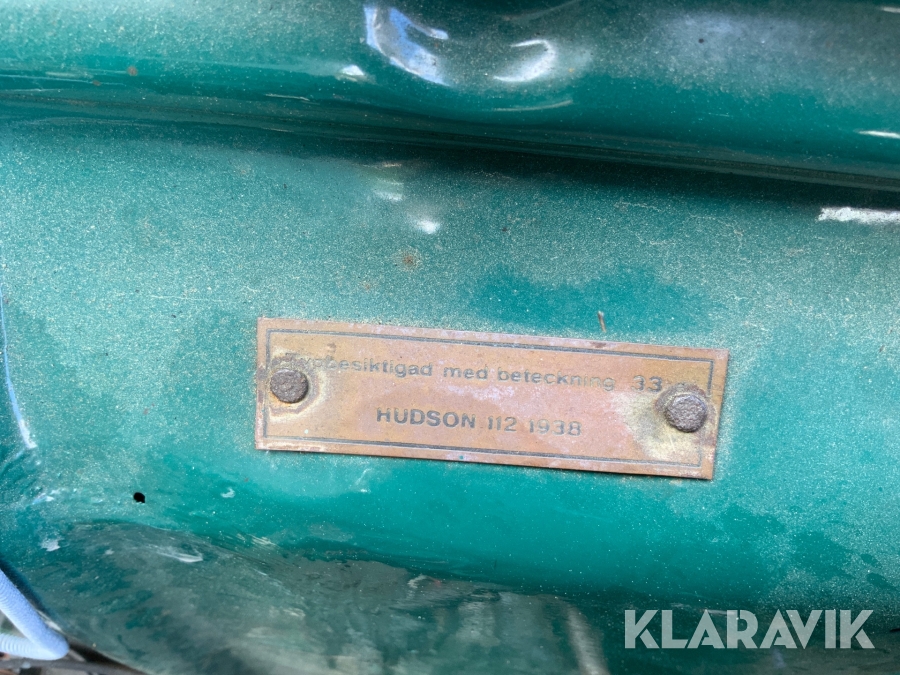 med beteckning 33
HUDSON 112 1938
KLARAVIK